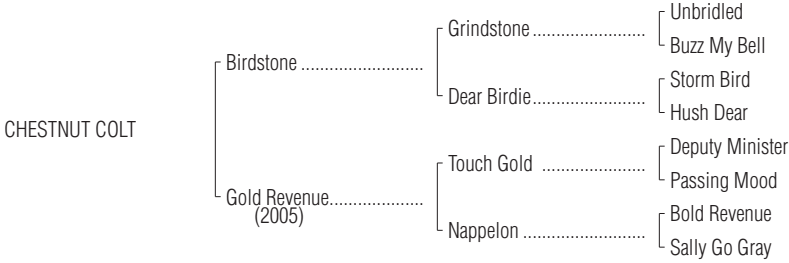 Unbridled
Grindstone ........................
Buzz My Bell
Birdstone ..........................
Storm Bird
Dear Birdie........................
Hush Dear
CHESTNUT COLT
Deputy Minister
Touch Gold ......................
Passing Mood
Gold Revenue....................
(2005)
Bold Revenue
Nappelon ..........................
Sally Go Gray